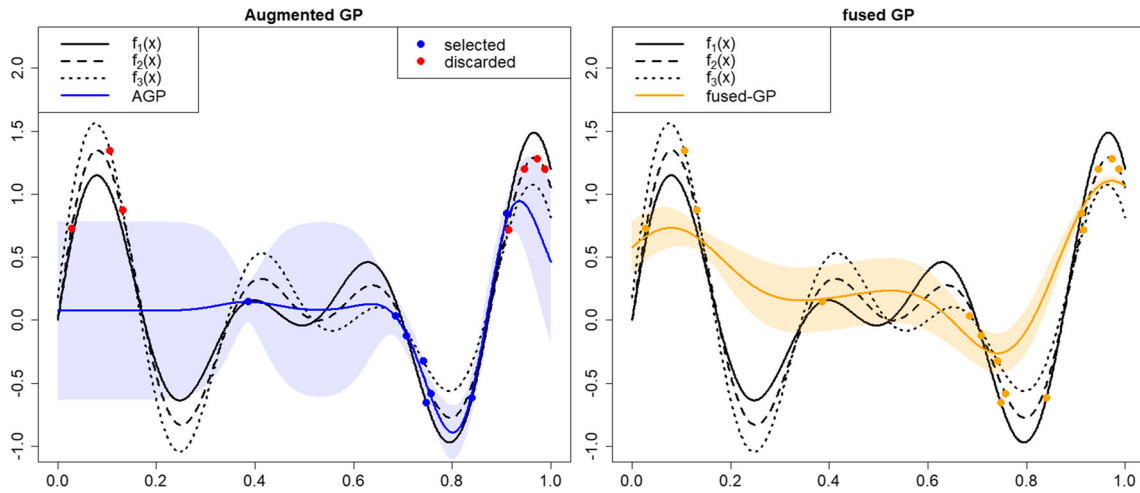 Augmented GP
f₁(x)
f₂(x)
f₃(x)
AGP
selected
discarded
2.0
1.5
1.0
0.5
0.0
-0.5
-1.0
0.0 0.2 0.4 0.6 0.8 1.0
fused GP
f₁(x)
f₂(x)
f₃(x)
fused-GP
2.0
1.5
1.0
0.5
0.0
-0.5
-1.0
0.0 0.2 0.4 0.6 0.8 1.0